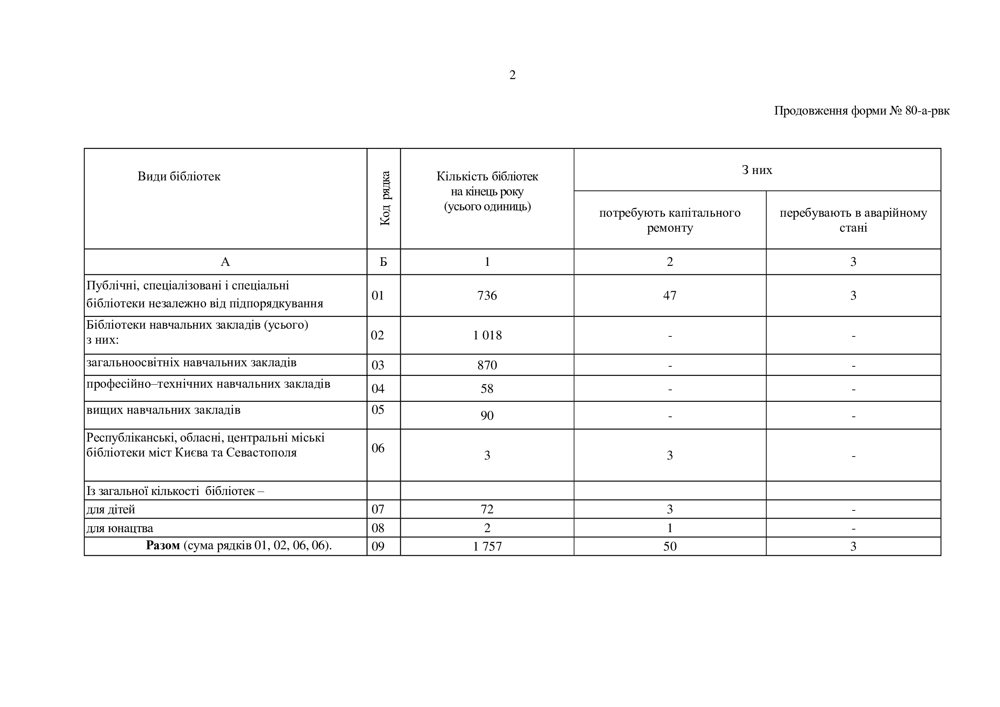 2
Продовження форми № 80-а-рвк
Види бібліотек
Код рядка
Кількість бібліотек
на кінець року
(усього одиниць)
З них
потребують капітального
ремонту
перебувають в аварійному
стані
А Б 1 2 3
Публічні, спеціалізовані і спеціальні
бібліотеки незалежно від підпорядкування
01 736 47 3
Бібліотеки навчальних закладів (усього)
з них:
02 1 018 - -
загальноосвітніх навчальних закладів 03 870 - -
професійно–технічних навчальних закладів 04 58 - -
вищих навчальних закладів 05 90 - -
Республіканські, обласні, центральні міські
бібліотеки міст Києва та Севастополя
06 3 3 -
Із загальної кількості бібліотек –
для дітей 07 72 3 -
для юнацтва 08 2 1 -
Разом (сума рядків 01, 02, 06, 06). 09 1 757 50 3